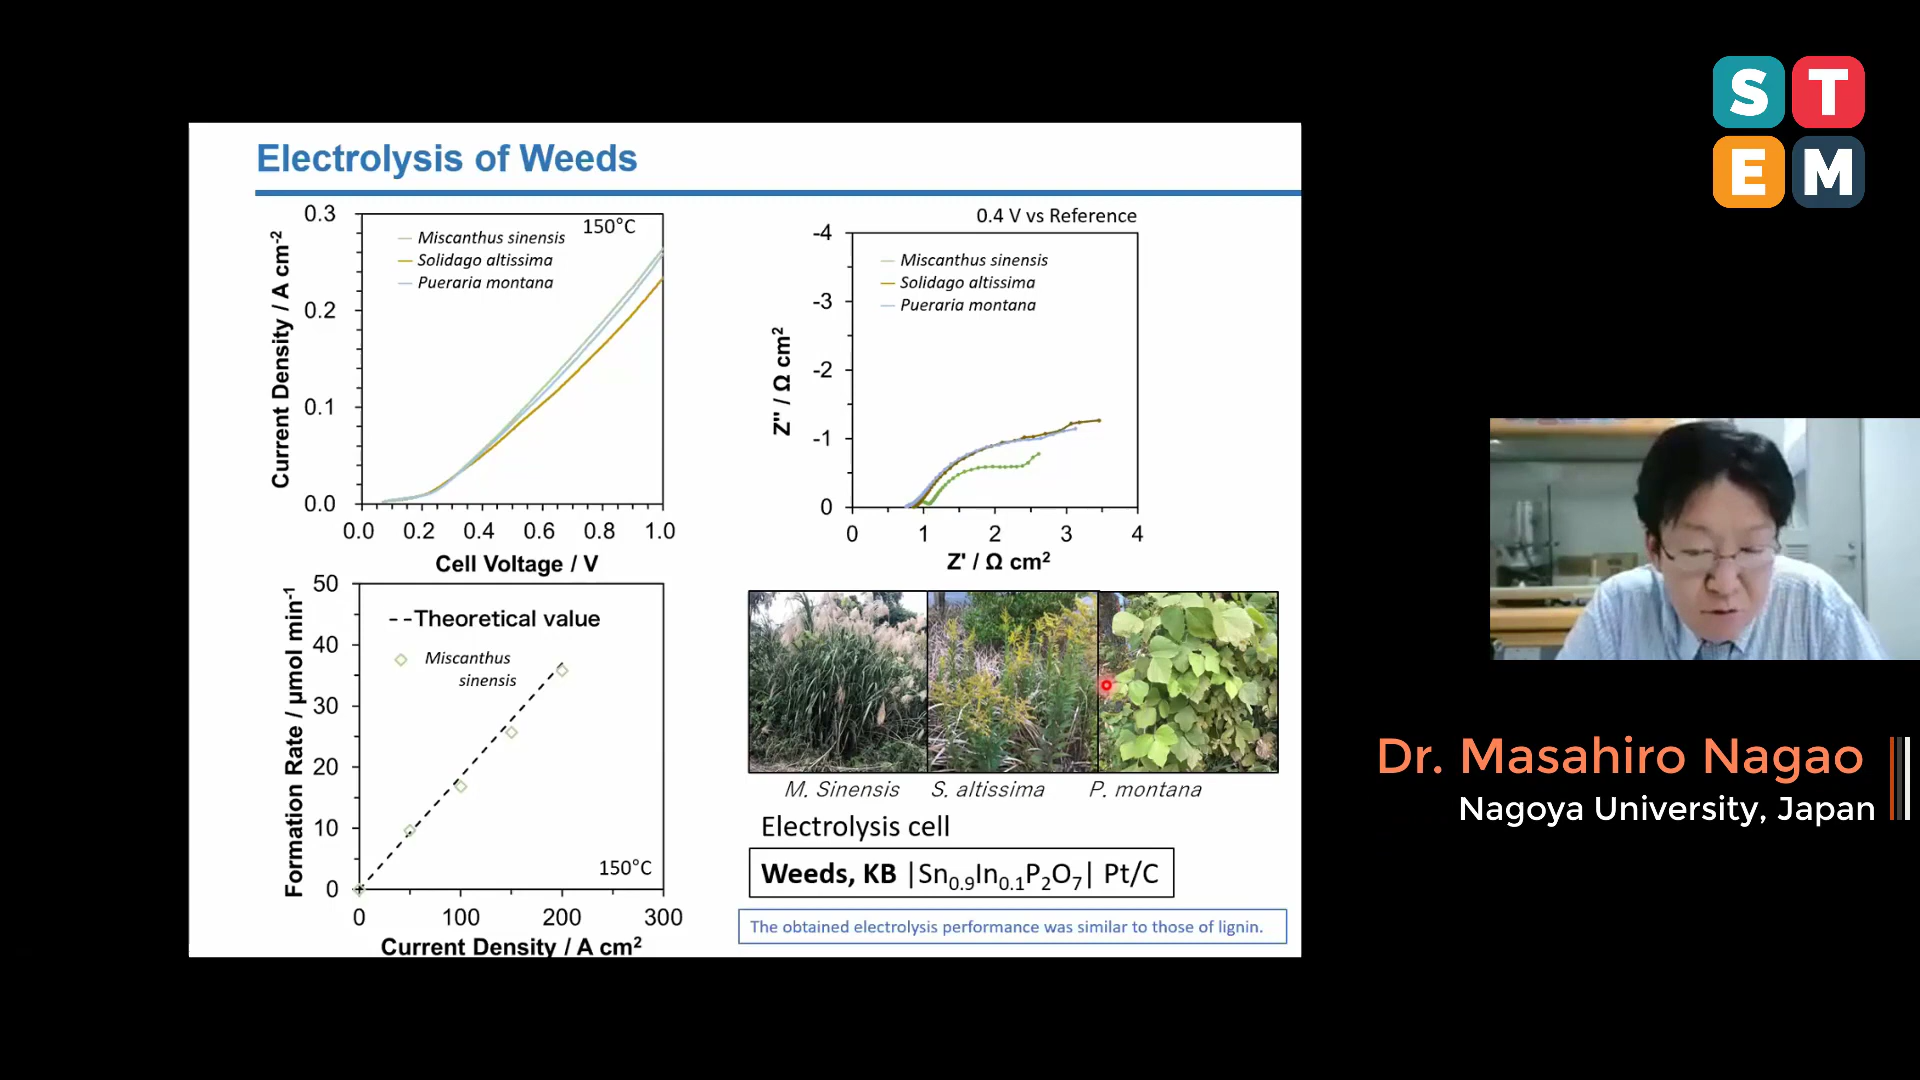 Electrolysis of Weeds
0.3
0.2
0.1
0.0
Current Density / A cm-2
150°C
Miscanthus sinensis
Solidago altissima
Pueraria montana
0.0 0.2 0.4 0.6 0.8 1.0
Cell Voltage / V
0.4 V vs Reference
-4
-3
-2
-1
0
Z'' / Ω cm2
Miscanthus sinensis
Solidago altissima
Pueraria montana
0 1 2 3 4
Z' / Ω cm2
50
40
30
20
10
0
Formation Rate / µmol min-1
--Theoretical value
Miscanthus
sinensis
150°C
0 100 200 300
Current Density / A cm2
M. Sinensis S. altissima P. montana
Electrolysis cell
Weeds, KB |Sn0.9In0.1P2O7| Pt/C
The obtained electrolysis performance was similar to those of lignin.
S T
E M
Dr. Masahiro Nagao
Nagoya University, Japan